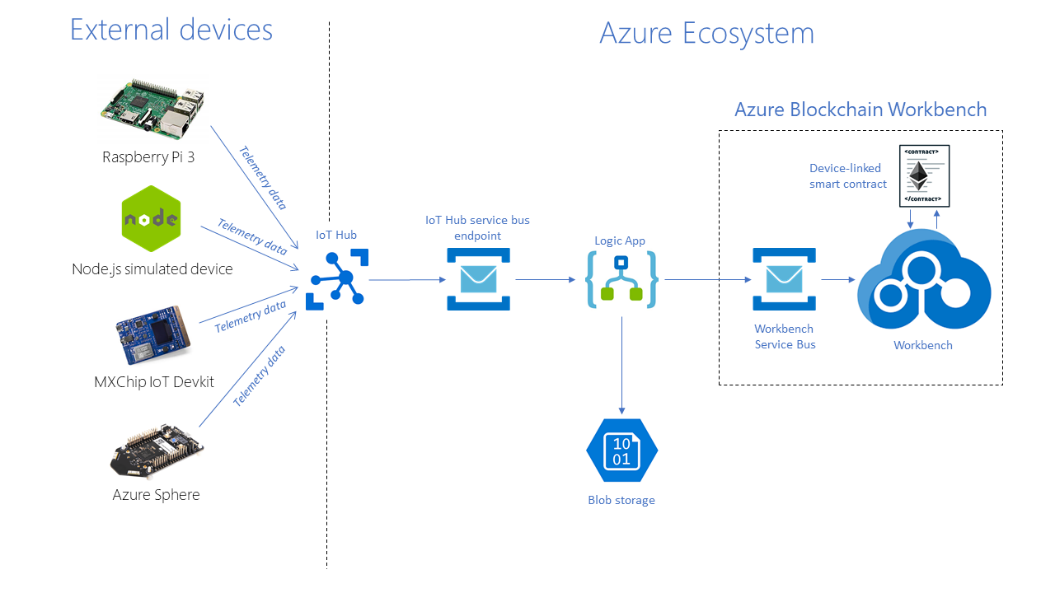 External devices
Azure Ecosystem
Azure Blockchain Workbench
<CONTRACT>
</CONTRACT>
Device-linked
smart contract
Raspberry Pi 3
Telemetry data
node
Node.js simulated device
Telemetry data
IoT Hub
IoT Hub service bus
endpoint
Logic App
Workbench
Service Bus
Workbench
Telemetry data
MXChip IoT Devkit
Telemetry data
Azure Sphere
10
01
Blob storage